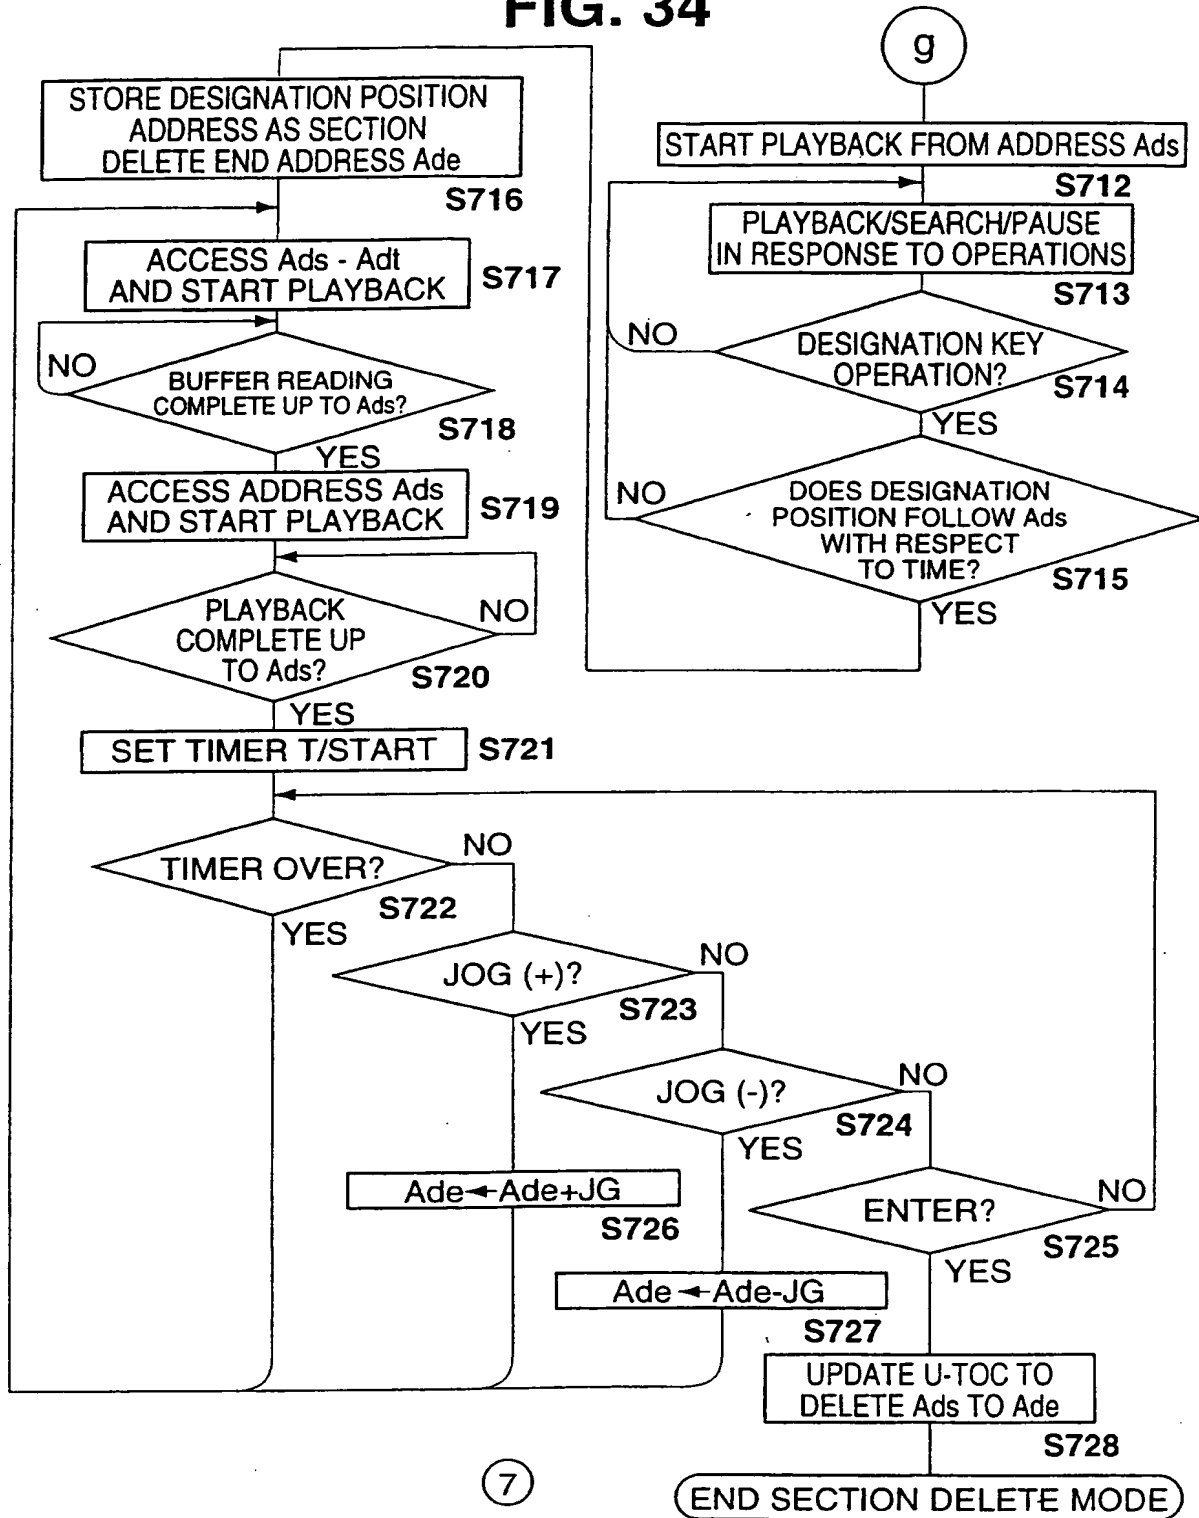 FIG. 34
g
START PLAYBACK FROM ADDRESS Ads
S712
PLAYBACK/SEARCH/PAUSE
IN RESPONSE TO OPERATIONS
S713
NO
DESIGNATION KEY
OPERATION?
S714
YES
NO
DOES DESIGNATION
POSITION FOLLOW Ads
WITH RESPECT
TO TIME?
S715
YES
STORE DESIGNATION POSITION
ADDRESS AS SECTION
DELETE END ADDRESS Ade
S716
ACCESS Ads - Adt
AND START PLAYBACK
S717
NO
BUFFER READING
COMPLETE UP TO Ads?
S718
YES
ACCESS ADDRESS Ads
AND START PLAYBACK
S719
PLAYBACK
COMPLETE UP
TO Ads?
NO
S720
YES
SET TIMER T/START
S721
TIMER OVER?
NO
S722
YES
JOG (+)?
NO
S723
YES
JOG (-)?
NO
S724
YES
Ade←Ade+JG
S726
ENTER?
NO
S725
YES
Ade←Ade-JG
S727
UPDATE U-TOC TO
DELETE Ads TO Ade
S728
7
END SECTION DELETE MODE